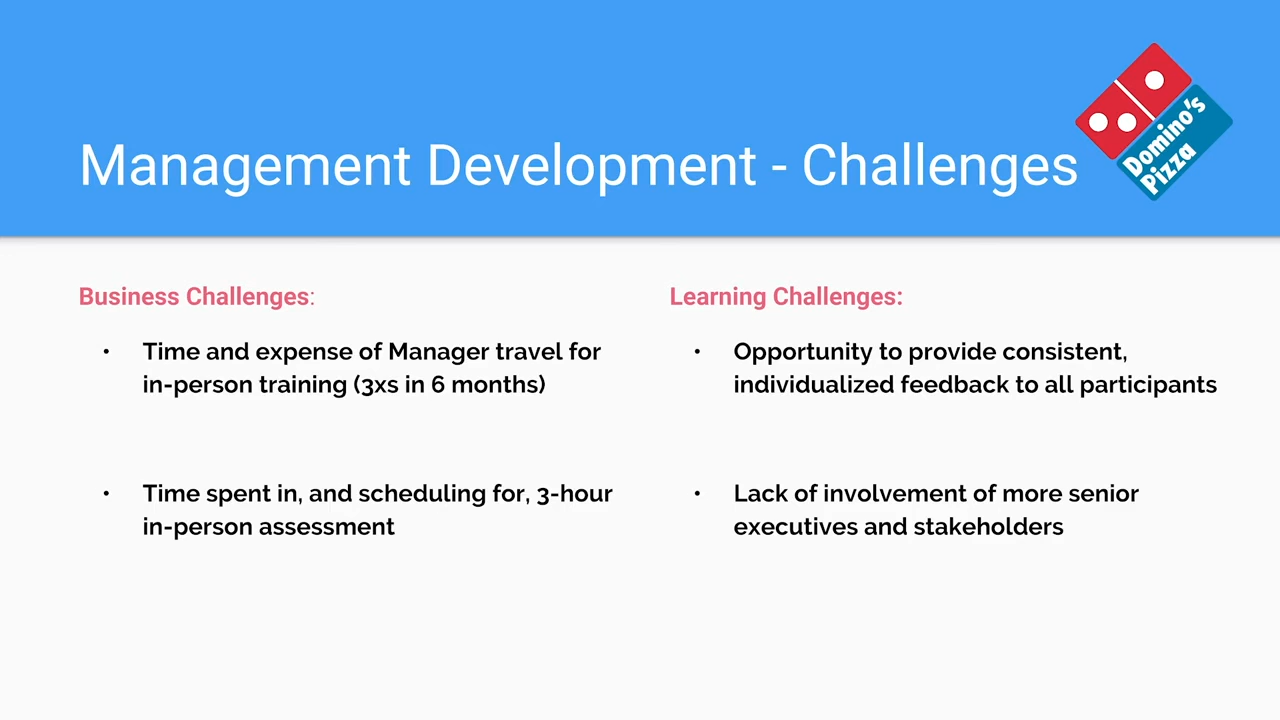 Management Development - Challenges
Domino's
Pizza
Business Challenges:
• Time and expense of Manager travel for
in-person training (3xs in 6 months)
• Time spent in, and scheduling for, 3-hour
in-person assessment
Learning Challenges:
• Opportunity to provide consistent,
individualized feedback to all participants
• Lack of involvement of more senior
executives and stakeholders